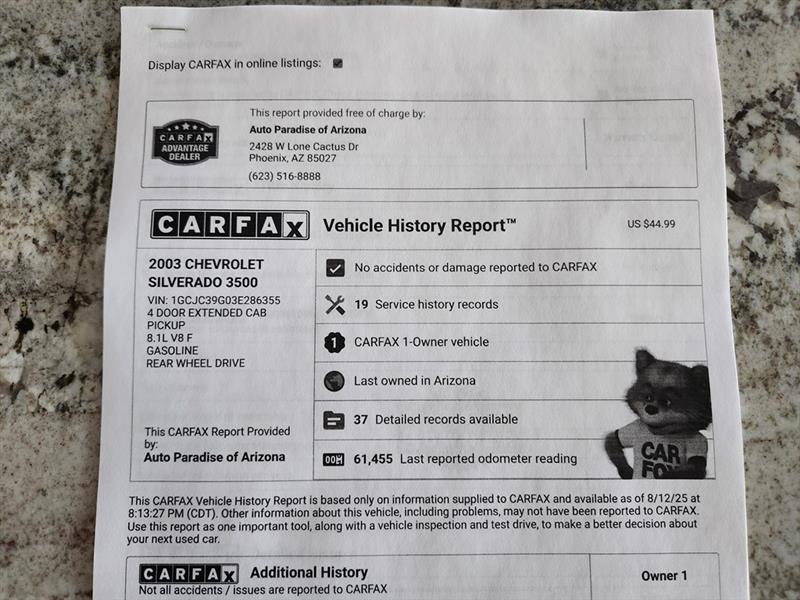 Display CARFAX in online listings:
This report provided free of charge by:
CARFAX
ADVANTAGE
DEALER
Auto Paradise of Arizona
2428 W Lone Cactus Dr
Phoenix, AZ 85027
(623) 516-8888
CARFAX Vehicle History Report™ US $44.99
2003 CHEVROLET
SILVERADO 3500
VIN: 1GCJC39G03E286355
4 DOOR EXTENDED CAB
PICKUP
8.1L V8 F
GASOLINE
REAR WHEEL DRIVE
This CARFAX Report Provided
by:
Auto Paradise of Arizona
No accidents or damage reported to CARFAX
19 Service history records
1 CARFAX 1-Owner vehicle
Last owned in Arizona
37 Detailed records available
61,455 Last reported odometer reading
CAR
FOX
This CARFAX Vehicle History Report is based only on information supplied to CARFAX and available as of 8/12/25 at
8:13:27 PM (CDT). Other information about this vehicle, including problems, may not have been reported to CARFAX.
Use this report as one important tool, along with a vehicle inspection and test drive, to make a better decision about
your next used car.
CARFAX Additional History Owner 1
Not all accidents / issues are reported to CARFAX